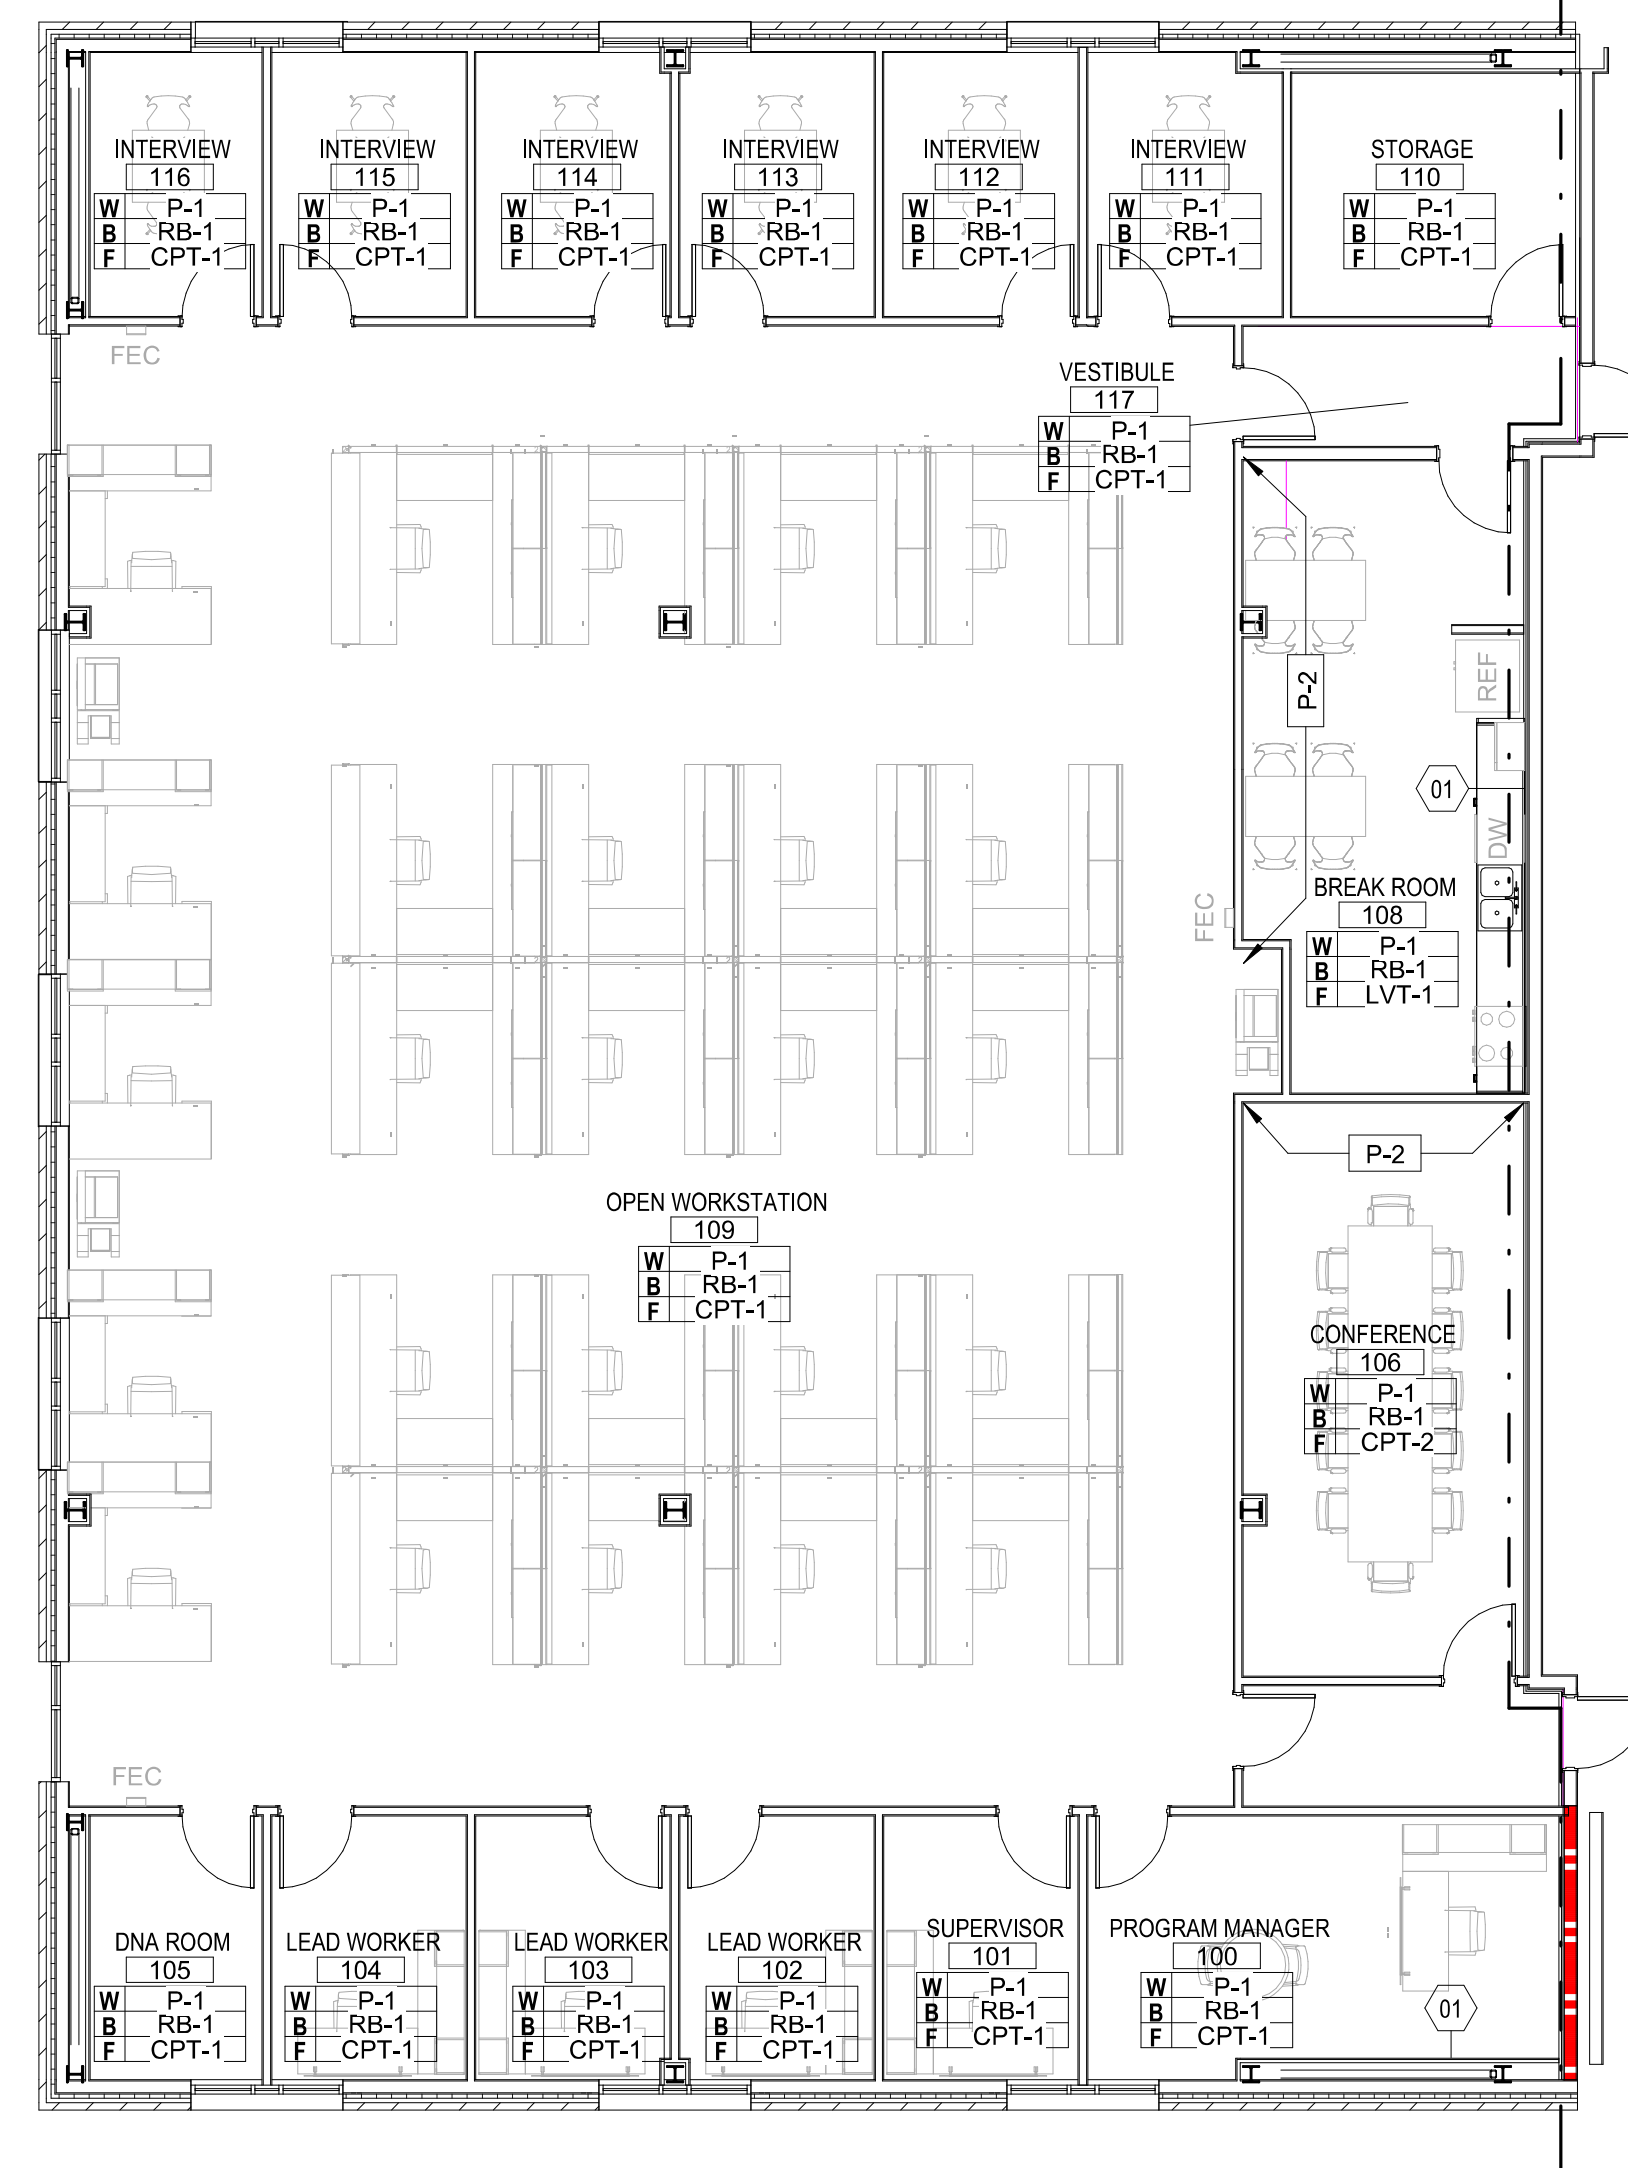 INTERVIEW
116
W P-1
B RB-1
F CPT-1
INTERVIEW
115
W P-1
B RB-1
F CPT-1
INTERVIEW
114
W P-1
B RB-1
F CPT-1
INTERVIEW
113
W P-1
B RB-1
F CPT-1
INTERVIEW
112
W P-1
B RB-1
F CPT-1
INTERVIEW
111
W P-1
B RB-1
F CPT-1
STORAGE
110
W P-1
B RB-1
F CPT-1
FEC
VESTIBULE
117
W P-1
B RB-1
F CPT-1
P-2
REF
01
DW
BREAK ROOM
108
W P-1
B RB-1
F LVT-1
FEC
P-2
OPEN WORKSTATION
109
W P-1
B RB-1
F CPT-1
CONFERENCE
106
W P-1
B RB-1
F CPT-2
FEC
DNA ROOM
105
W P-1
B RB-1
F CPT-1
LEAD WORKER
104
W P-1
B RB-1
F CPT-1
LEAD WORKER
103
W P-1
B RB-1
F CPT-1
LEAD WORKER
102
W P-1
B RB-1
F CPT-1
SUPERVISOR
101
W P-1
B RB-1
F CPT-1
PROGRAM MANAGER
100
W P-1
B RB-1
F CPT-1
01